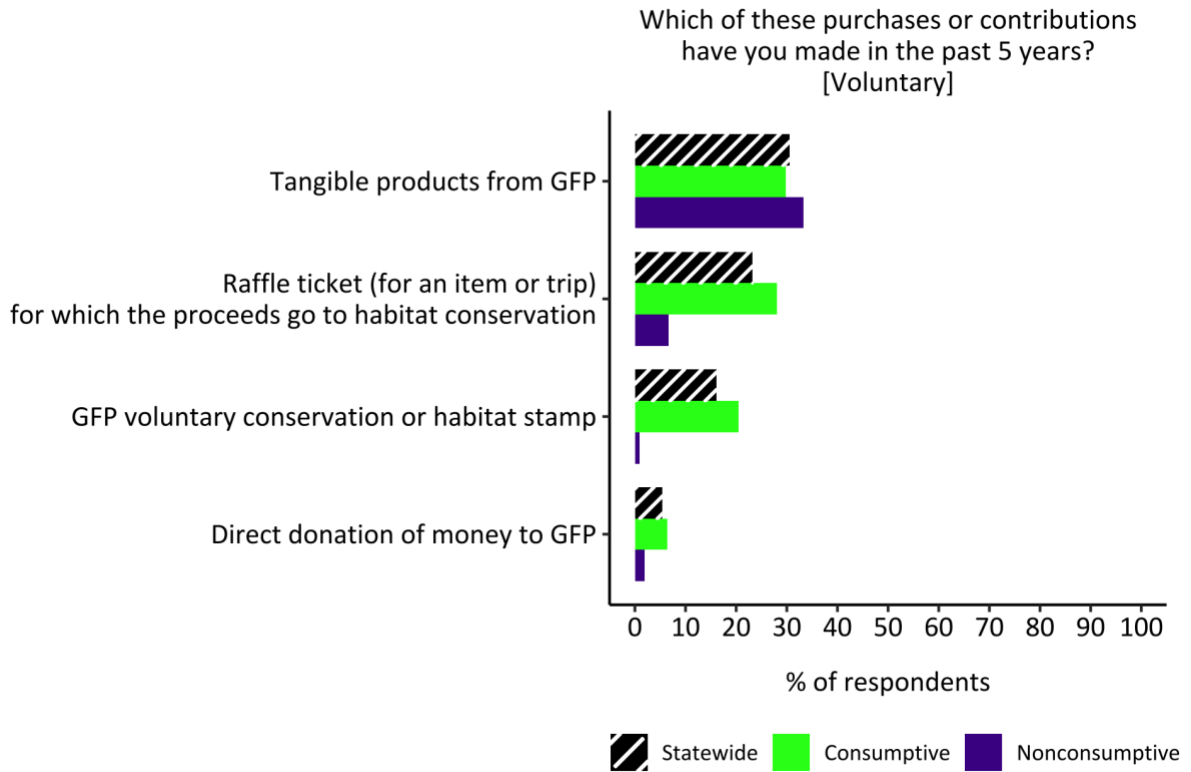 Which of these purchases or contributions
have you made in the past 5 years?
[Voluntary]
Tangible products from GFP
Raffle ticket (for an item or trip)
for which the proceeds go to habitat conservation
GFP voluntary conservation or habitat stamp
Direct donation of money to GFP
0 10 20 30 40 50 60 70 80 90 100
% of respondents
Statewide Consumptive Nonconsumptive